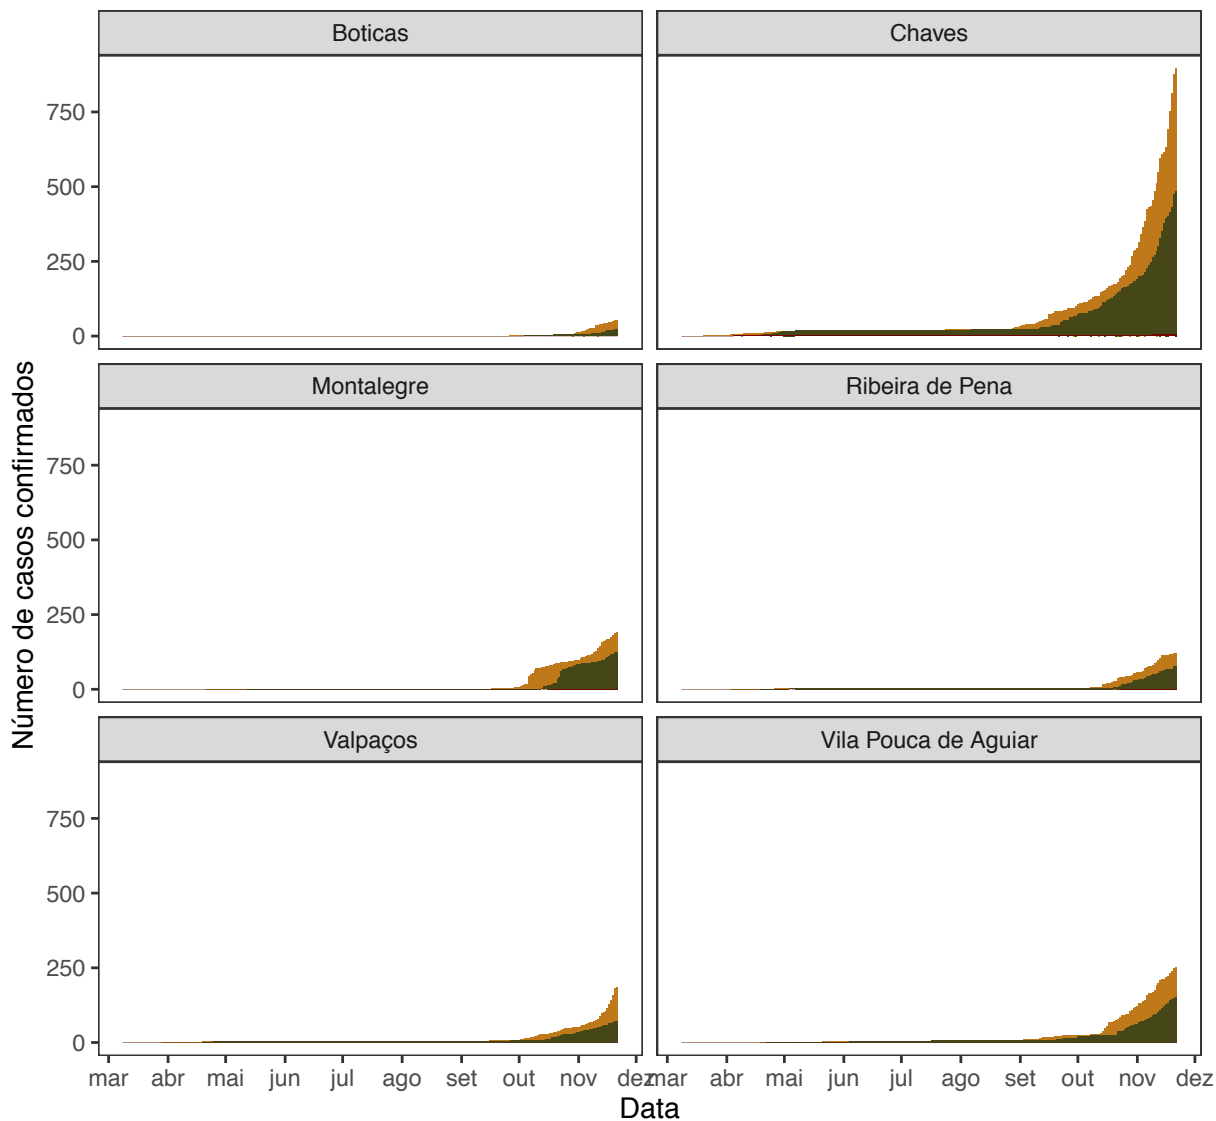 Boticas
Chaves
750
500
250
0
Montalegre
Ribeira de Pena
750
500
250
0
Número de casos confirmados
Valpaços
Vila Pouca de Aguiar
750
500
250
0
mar abr mai jun jul ago set out nov dez
mar abr mai jun jul ago set out nov dez
Data